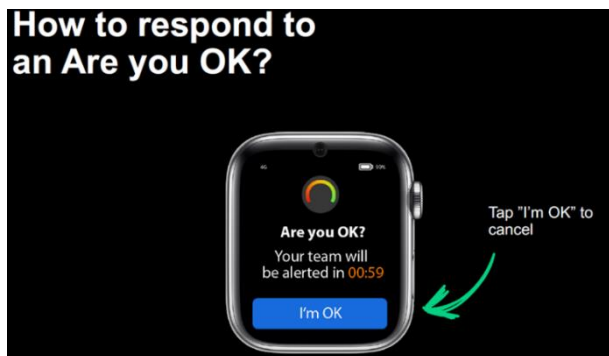 How to respond to
an Are you OK?
4G
Are you OK?
Your team will
be alerted in 00:59
I'm OK
Tap "I'm OK" to
cancel